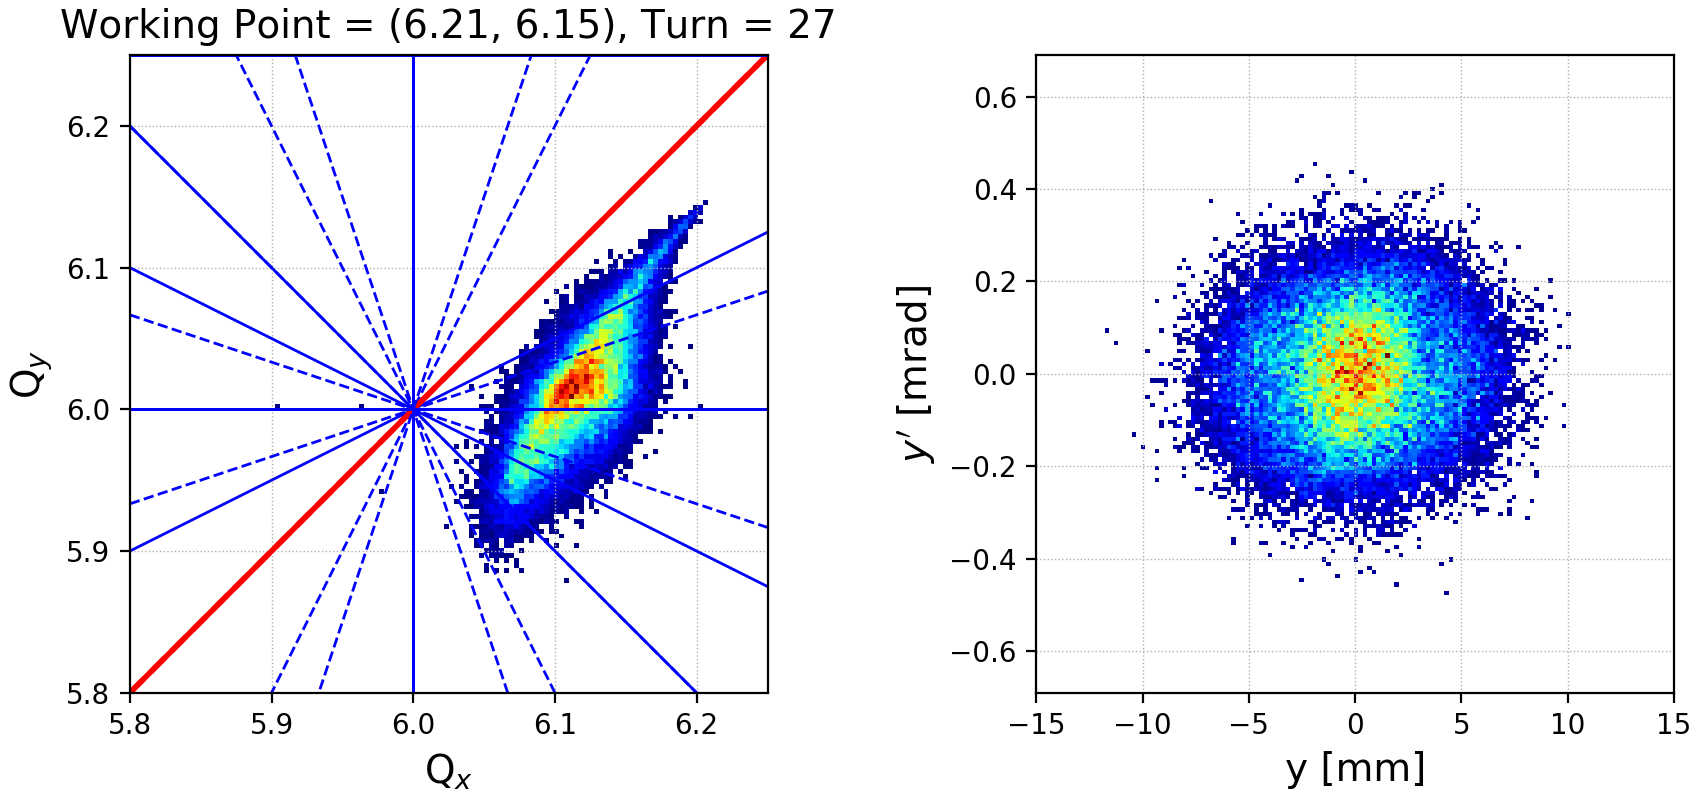 Working Point = (6.21, 6.15), Turn = 27
6.2
6.1
6.0
5.9
5.8
Qy
5.8 5.9 6.0 6.1 6.2
Qx
0.6
0.4
0.2
0.0
−0.2
−0.4
−0.6
y′ [mrad]
−15 −10 −5 0 5 10 15
y [mm]